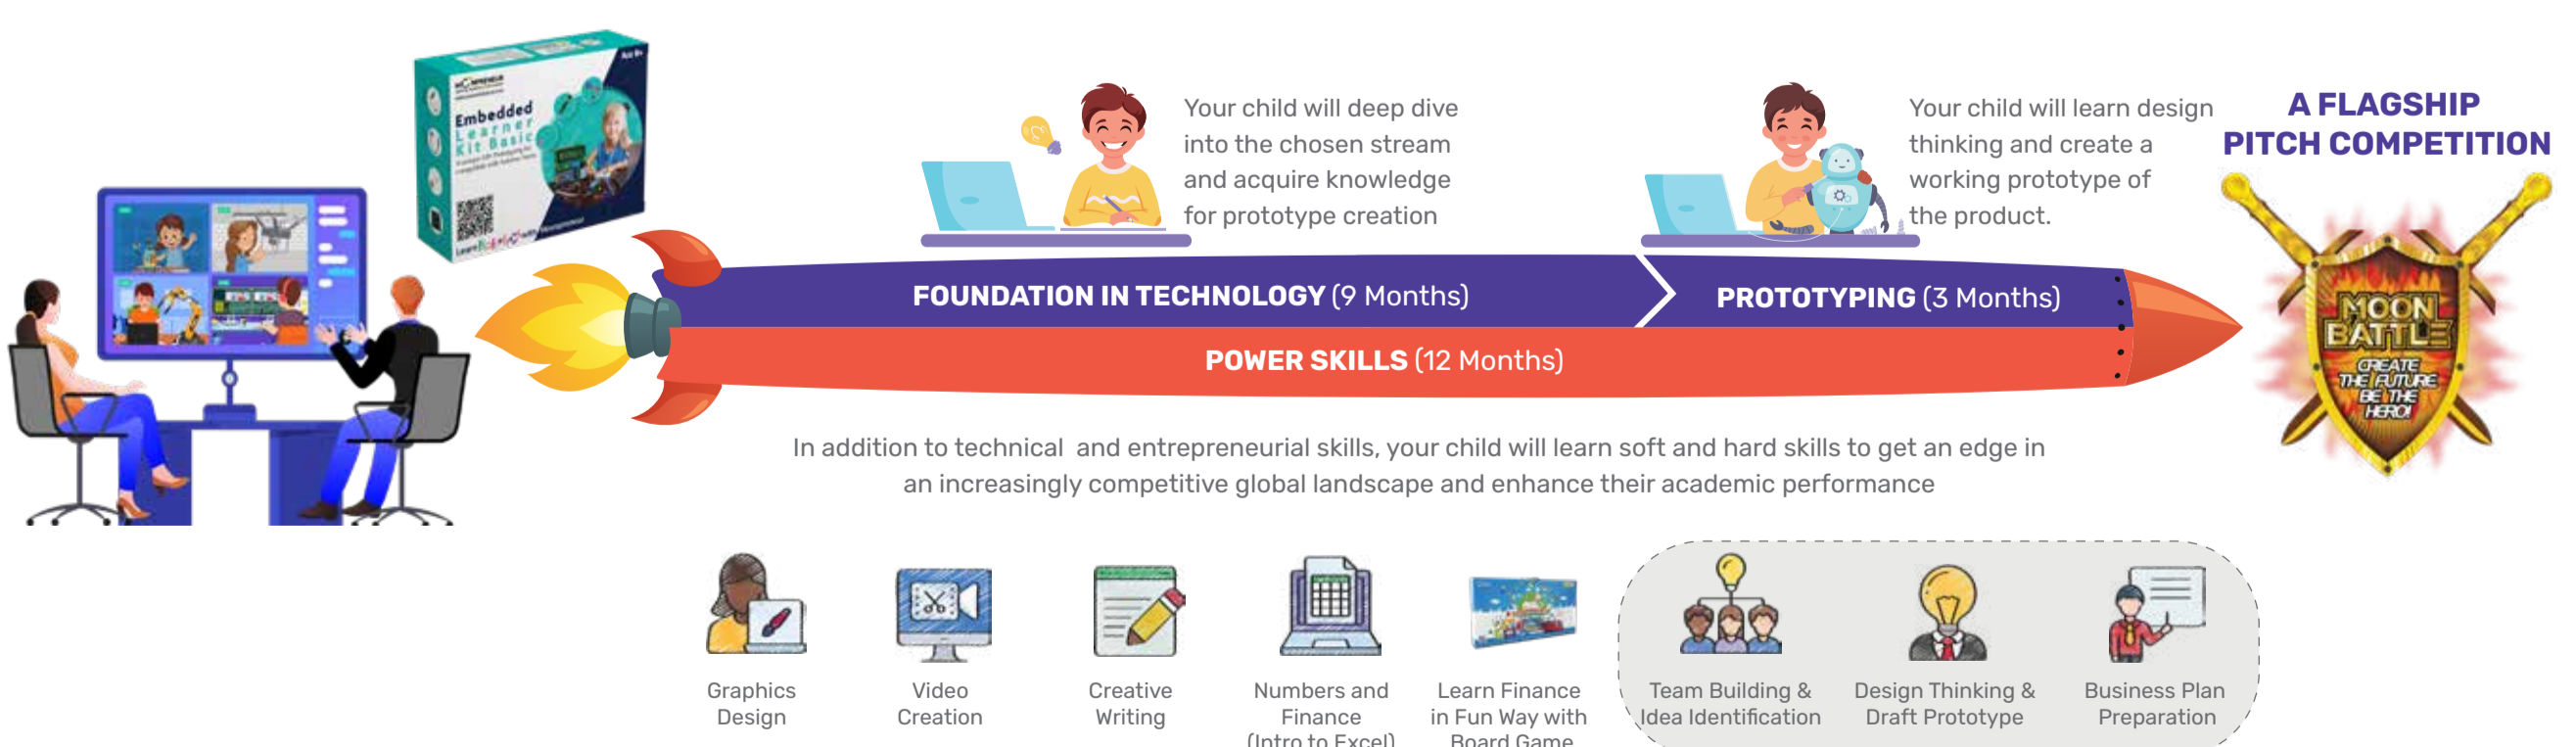 Embedded
Learner
Kit Basic
Your child will deep dive
into the chosen stream
and acquire knowledge
for prototype creation
Your child will learn design
thinking and create a
working prototype of
the product.
A FLAGSHIP
PITCH COMPETITION
FOUNDATION IN TECHNOLOGY (9 Months)
PROTOTYPING (3 Months)
POWER SKILLS (12 Months)
MOON
BATTLE
CREATE
THE FUTURE
BE THE
HERO!
In addition to technical and entrepreneurial skills, your child will learn soft and hard skills to get an edge in
an increasingly competitive global landscape and enhance their academic performance
Graphics
Design
Video
Creation
Creative
Writing
Numbers and
Finance
(Intro to Excel)
Learn Finance
in Fun Way with
Board Game
Team Building &
Idea Identification
Design Thinking &
Draft Prototype
Business Plan
Preparation